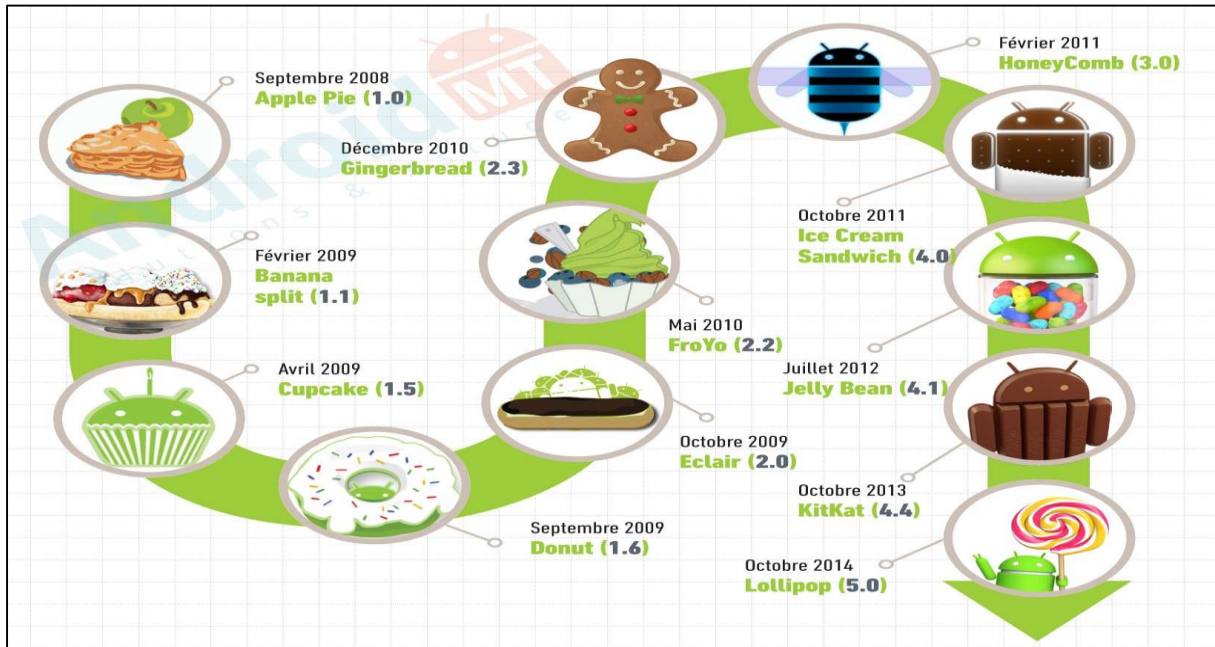 Septembre 2008
Apple Pie (1.0)
Février 2009
Banana
split (1.1)
Avril 2009
Cupcake (1.5)
Septembre 2009
Donut (1.6)
Octobre 2009
Eclair (2.0)
Mai 2010
FroYo (2.2)
Décembre 2010
Gingerbread (2.3)
Février 2011
HoneyComb (3.0)
Octobre 2011
Ice Cream
Sandwich (4.0)
Juillet 2012
Jelly Bean (4.1)
Octobre 2013
KitKat (4.4)
Octobre 2014
Lollipop (5.0)
Android
MT